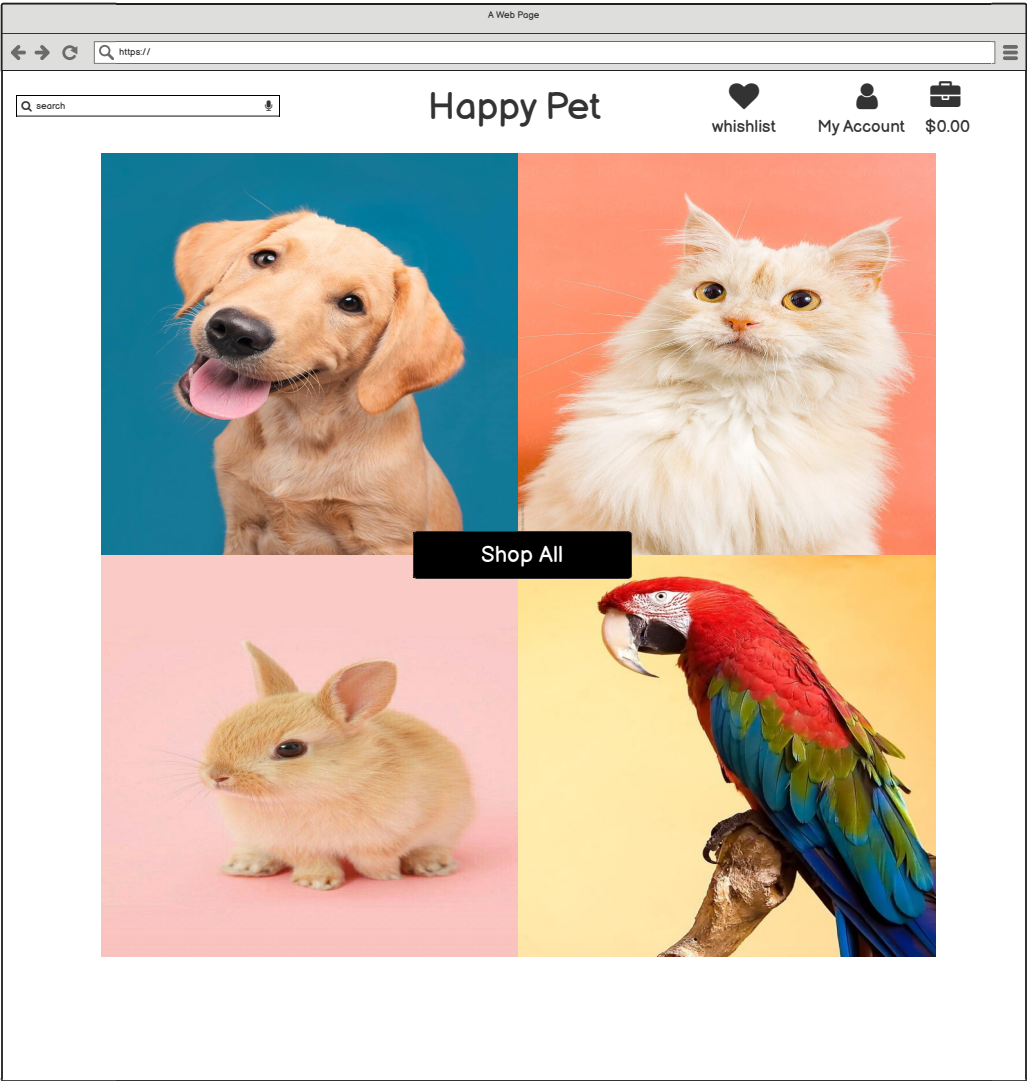 A Web Page
https://
search
Happy Pet
whishlist
My Account
$0.00
Shop All